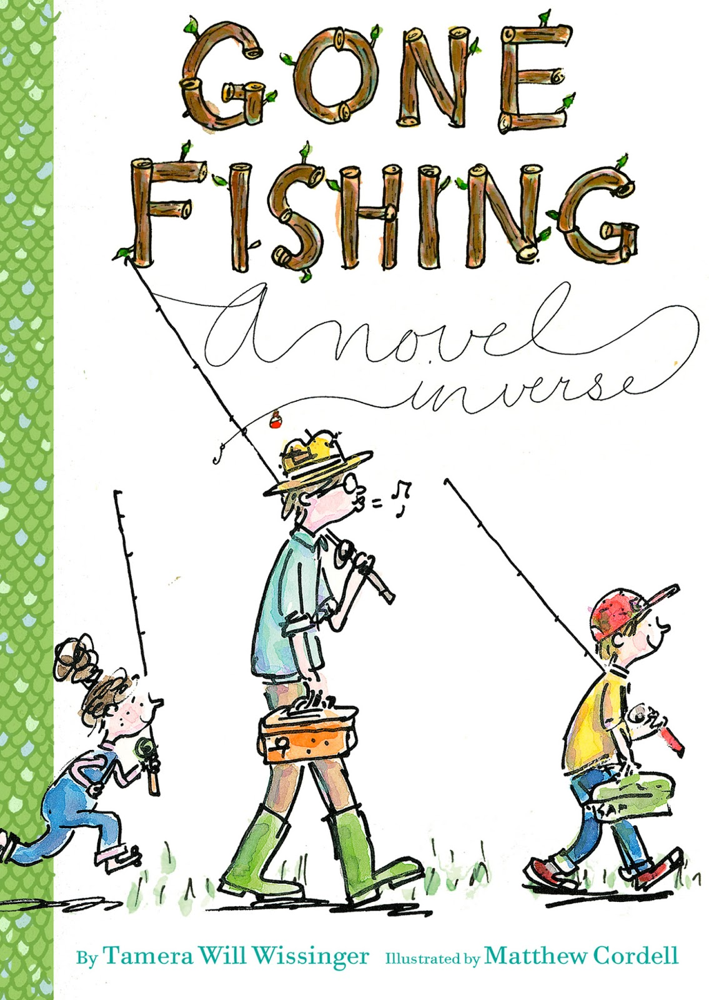 GONE
FISHING
a novel
in verse
By Tamera Will Wissinger Illustrated by Matthew Cordell